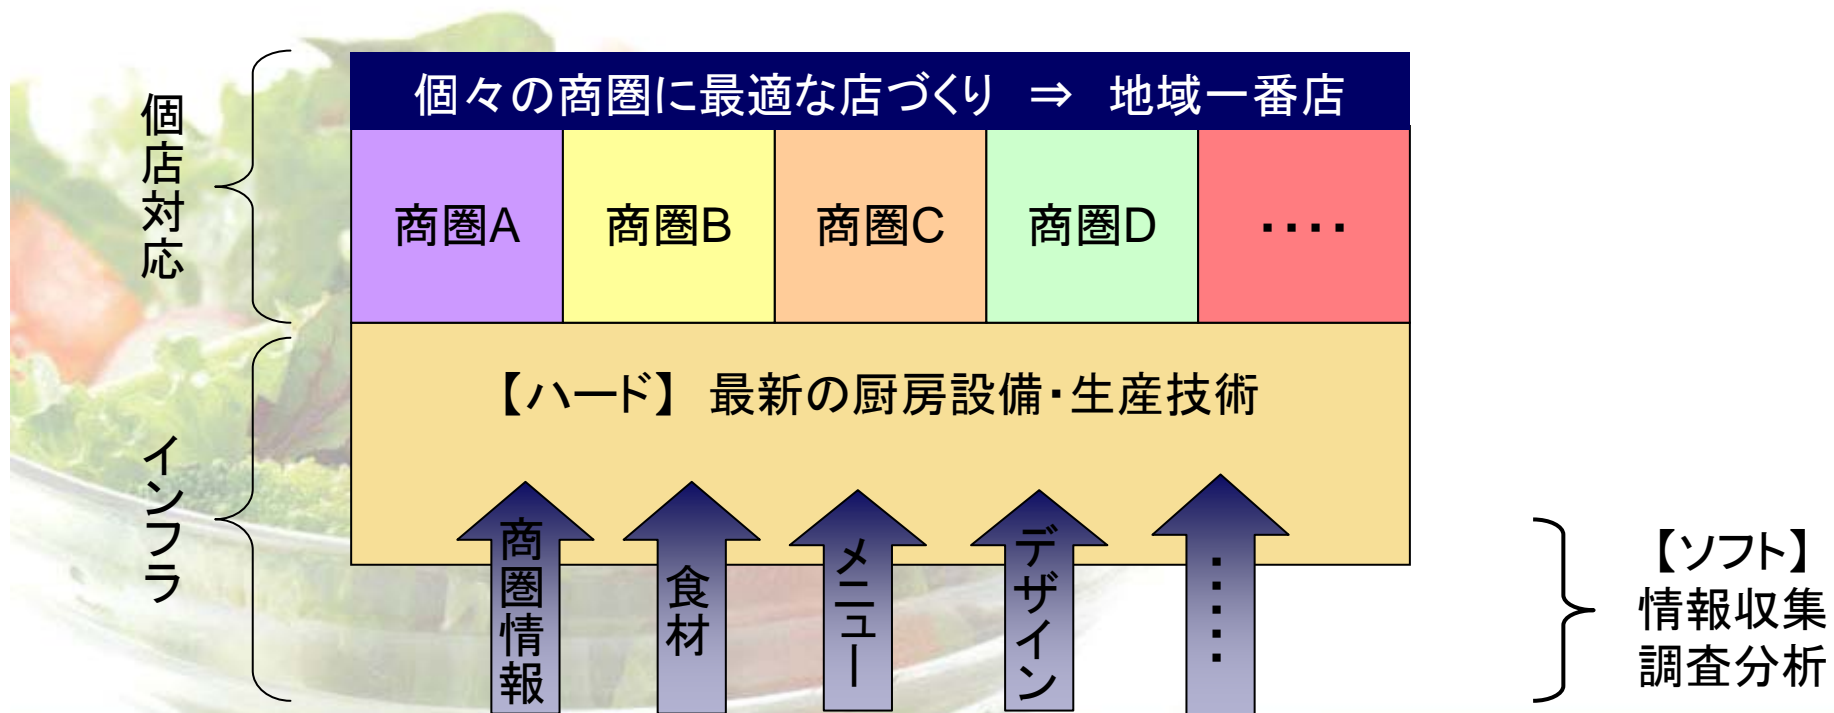 個々の商圏に最適な店づくり ⇒ 地域一番店
個店対応
商圏A
商圏B
商圏C
商圏D
・・・・
【ハード】 最新の厨房設備・生産技術
インフラ
商圏情報
食材
メニュー
デザイン
・・・・・
【ソフト】
情報収集
調査分析